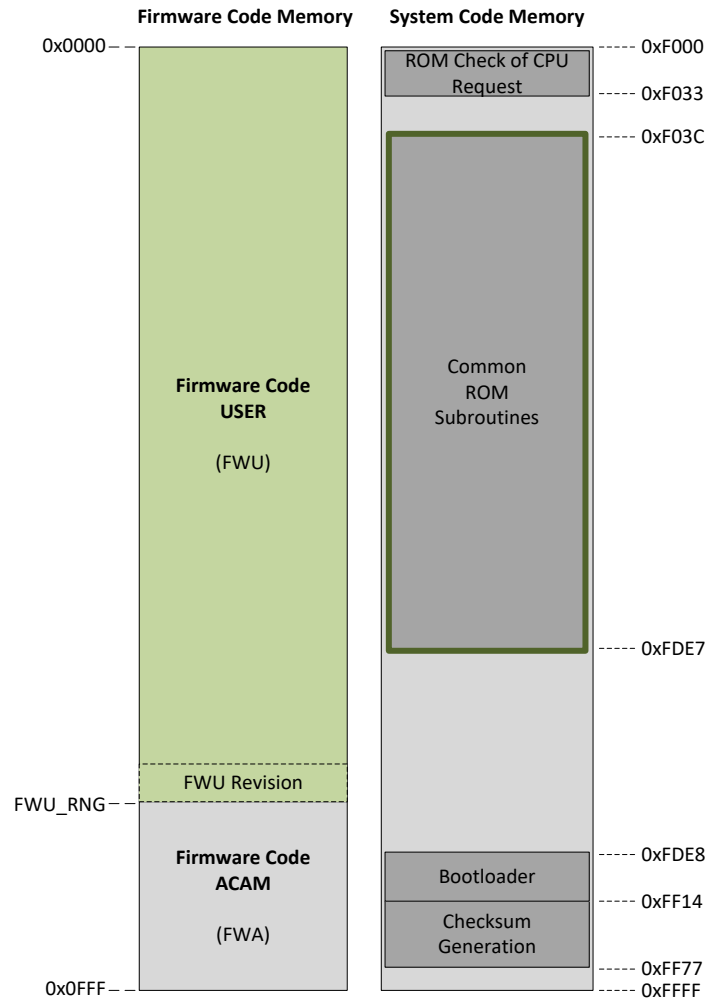 Firmware Code Memory
System Code Memory
0x0000
0xF000
ROM Check of CPU
Request
0xF033
0xF03C
Common
ROM
Subroutines
Firmware Code
USER
(FWU)
0xFDE7
FWU Revision
FWU_RNG
Firmware Code
ACAM
(FWA)
0xFDE8
Bootloader
0xFF14
Checksum
Generation
0xFF77
0x0FFF
0xFFFF